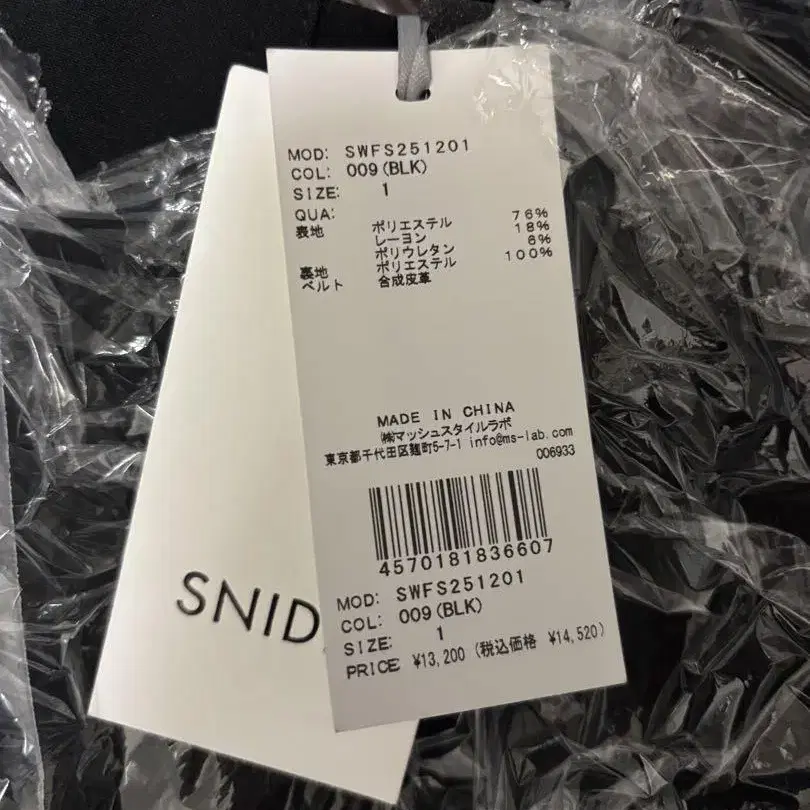 MOD: SWFS251201
COL: 009(BLK)
SIZE: 1
QUA:
表地 ポリエステル 76%
レーヨン 18%
ポリウレタン 6%
裏地 ポリエステル 100%
ベルト 合成皮革
MADE IN CHINA
㈱マッシュスタイルラボ
東京都千代田区麹町5-7-1 info@ms-lab.com
006933
4570181836607
MOD: SWFS251201
COL: 009(BLK)
SIZE: 1
PRICE: ¥13,200 (税込価格 ¥14,520)
SNID